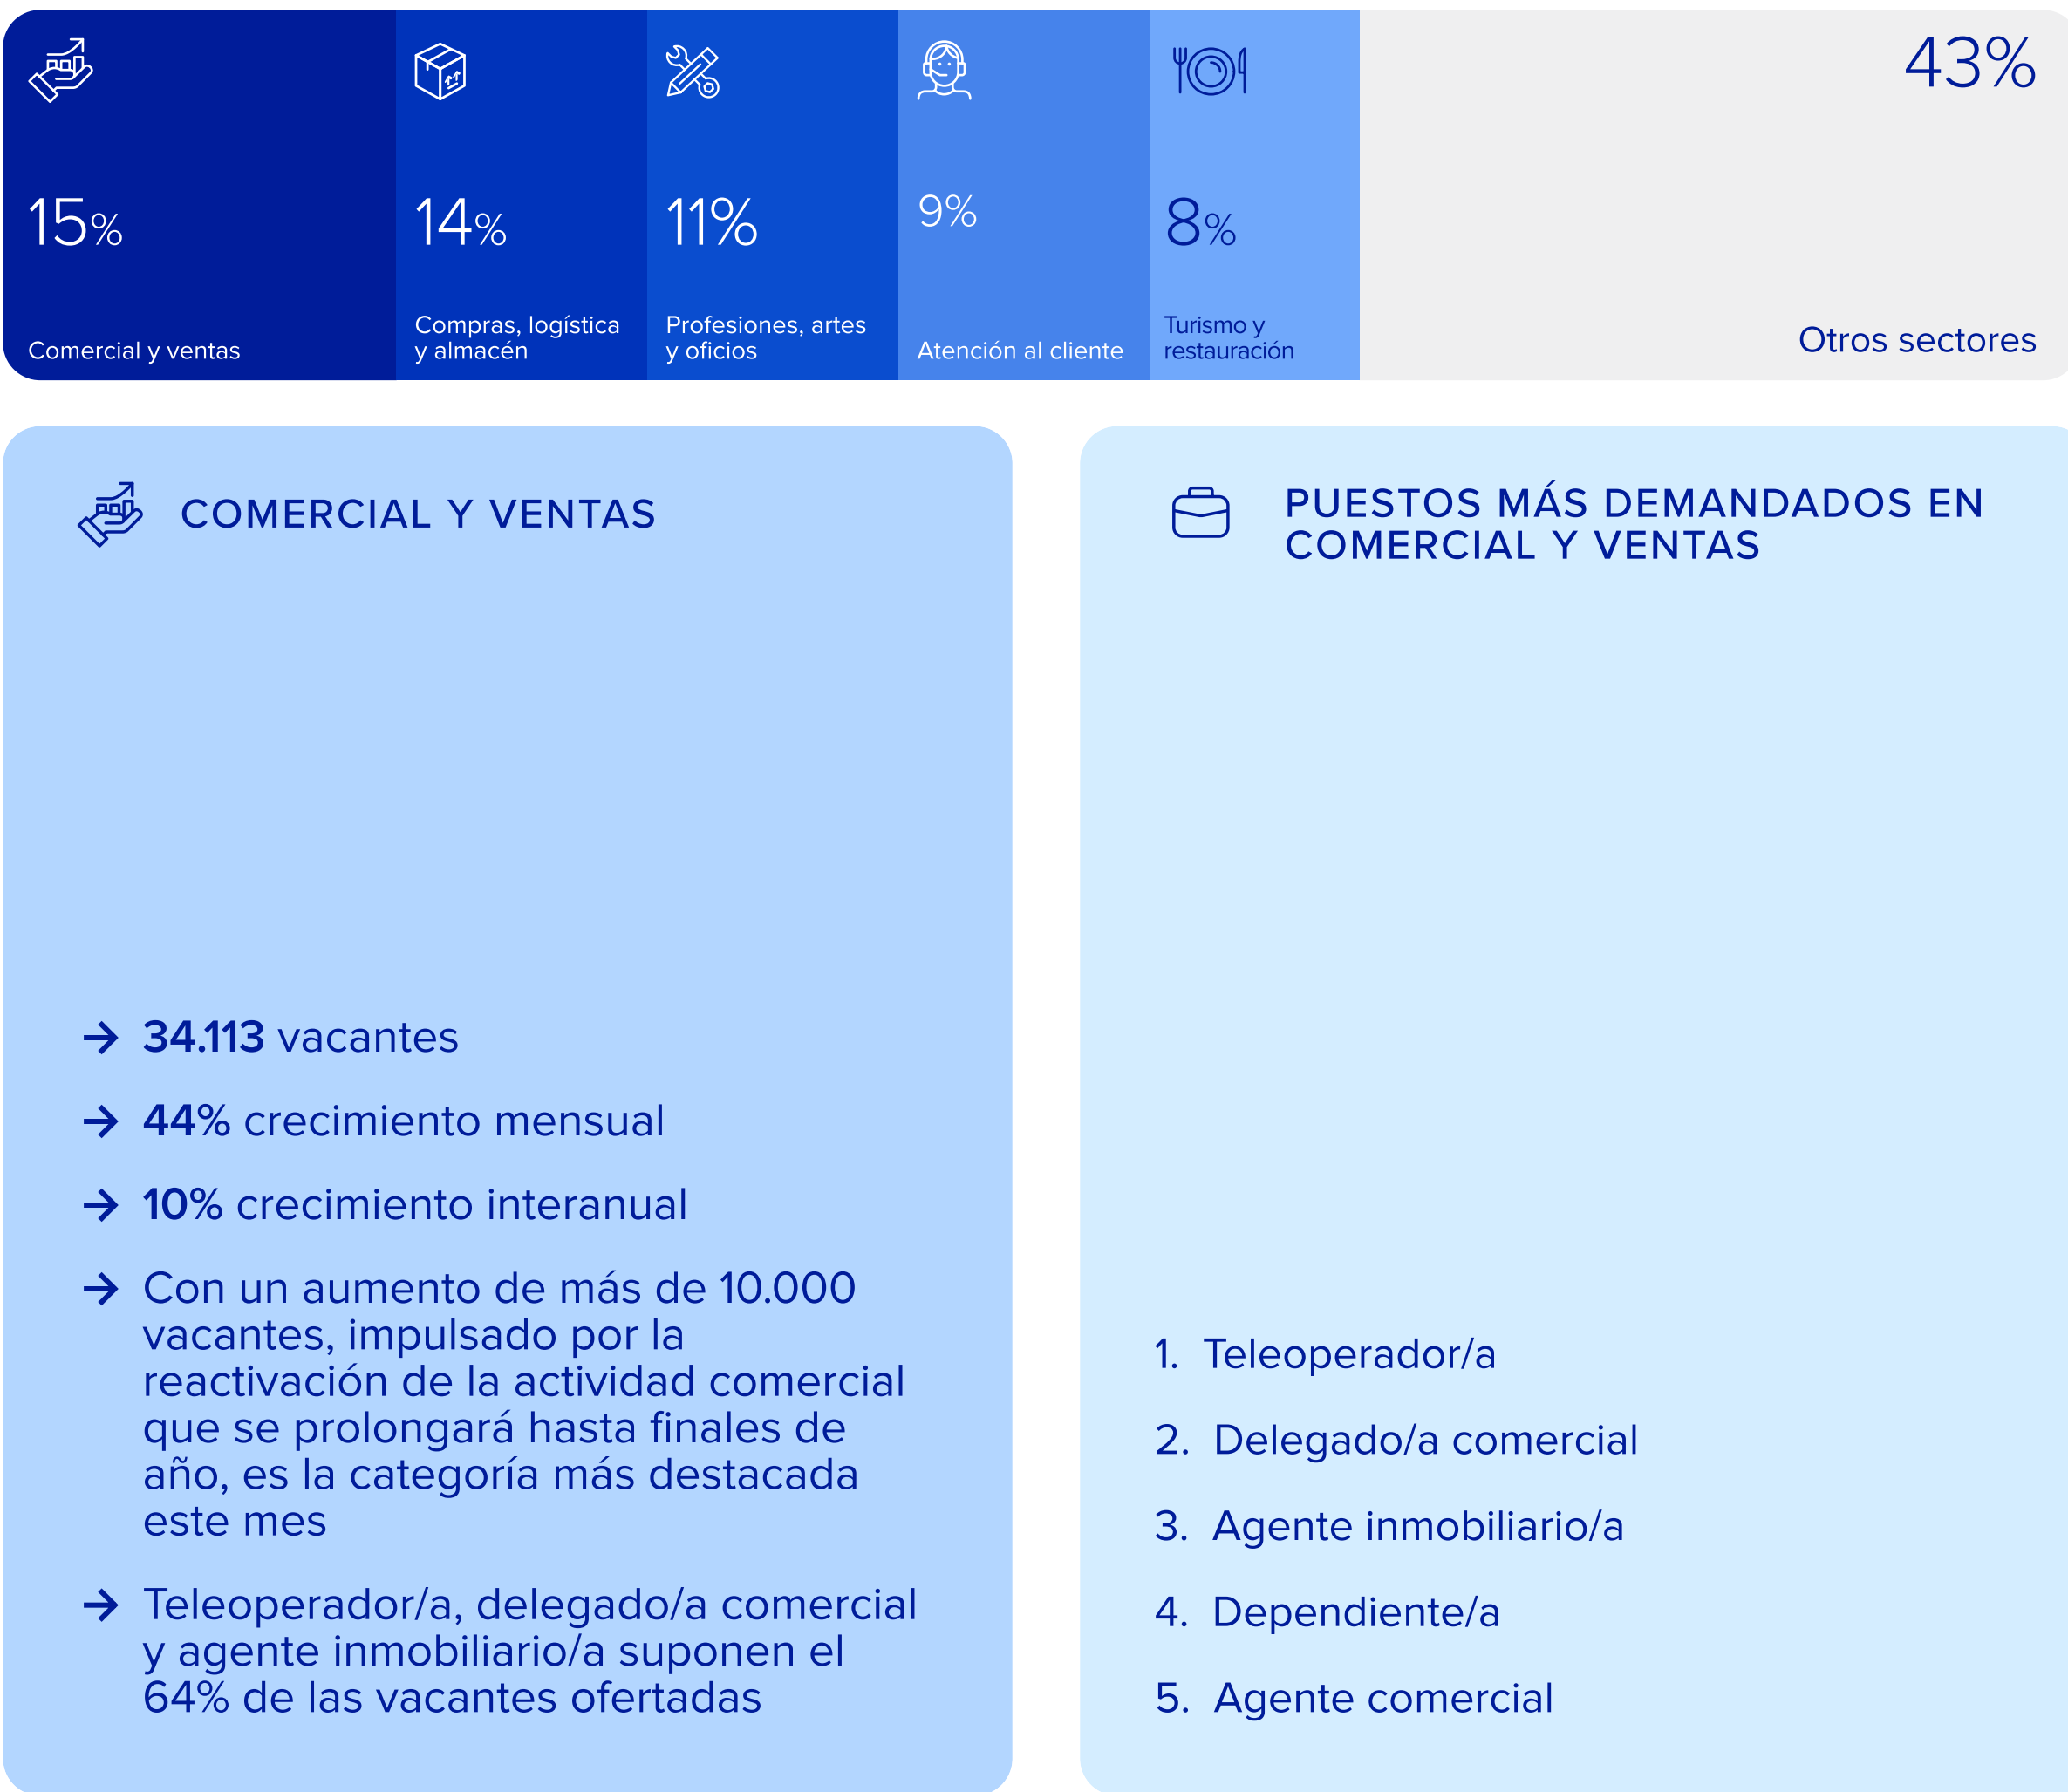 43%
15%
14%
11%
9%
8%
Comercial y ventas
Compras, logística
y almacén
Profesiones, artes
y oficios
Atención al cliente
Turismo y
restauración
Otros sectores
COMERCIAL Y VENTAS
34.113 vacantes
44% crecimiento mensual
10% crecimiento interanual
Con un aumento de más de 10.000
vacantes, impulsado por la
reactivación de la actividad comercial
que se prolongará hasta finales de
año, es la categoría más destacada
este mes
Teleoperador/a, delegado/a comercial
y agente inmobiliario/a suponen el
64% de las vacantes ofertadas
PUESTOS MÁS DEMANDADOS EN
COMERCIAL Y VENTAS
1. Teleoperador/a
2. Delegado/a comercial
3. Agente inmobiliario/a
4. Dependiente/a
5. Agente comercial